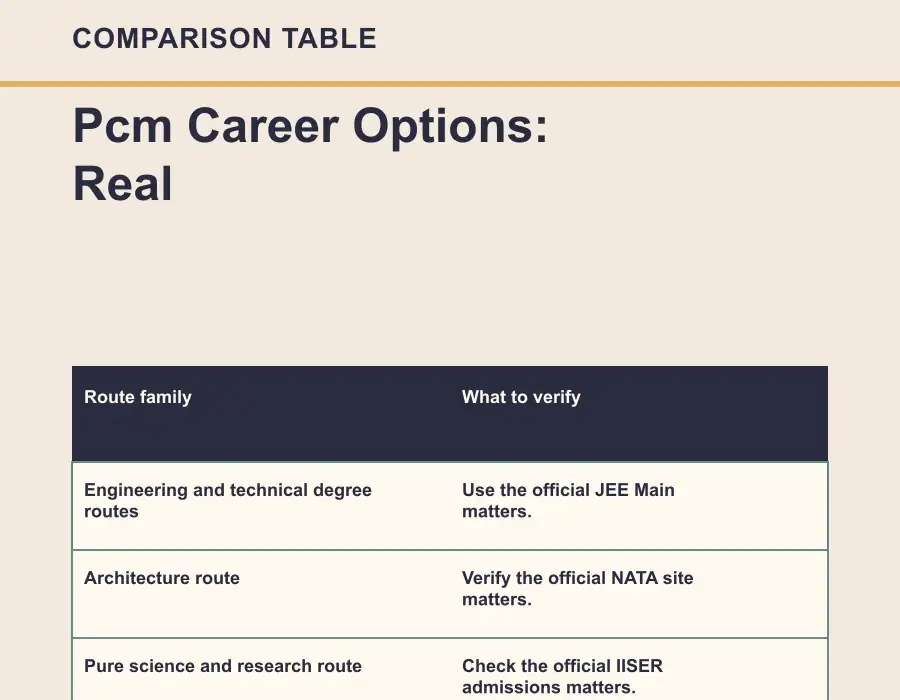 COMPARISON TABLE
Pcm Career Options:
Real
Route family
What to verify
Engineering and technical degree
routes
Use the official JEE Main
matters.
Architecture route
Verify the official NATA site
matters.
Pure science and research route
Check the official IISER
admissions matters.